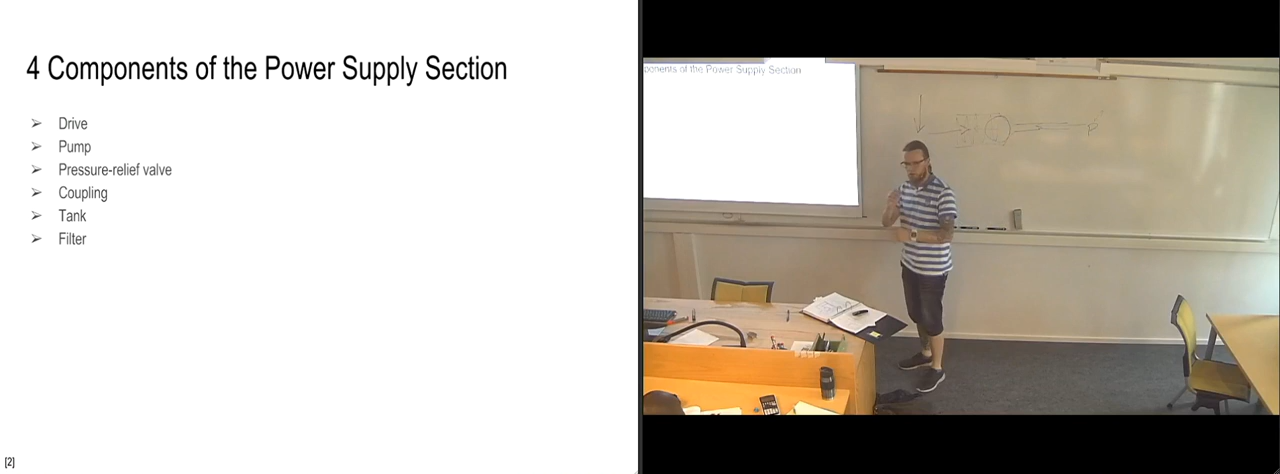 4 Components of the Power Supply Section
➢ Drive
➢ Pump
➢ Pressure-relief valve
➢ Coupling
➢ Tank
➢ Filter
[2]
ponents of the Power Supply Section